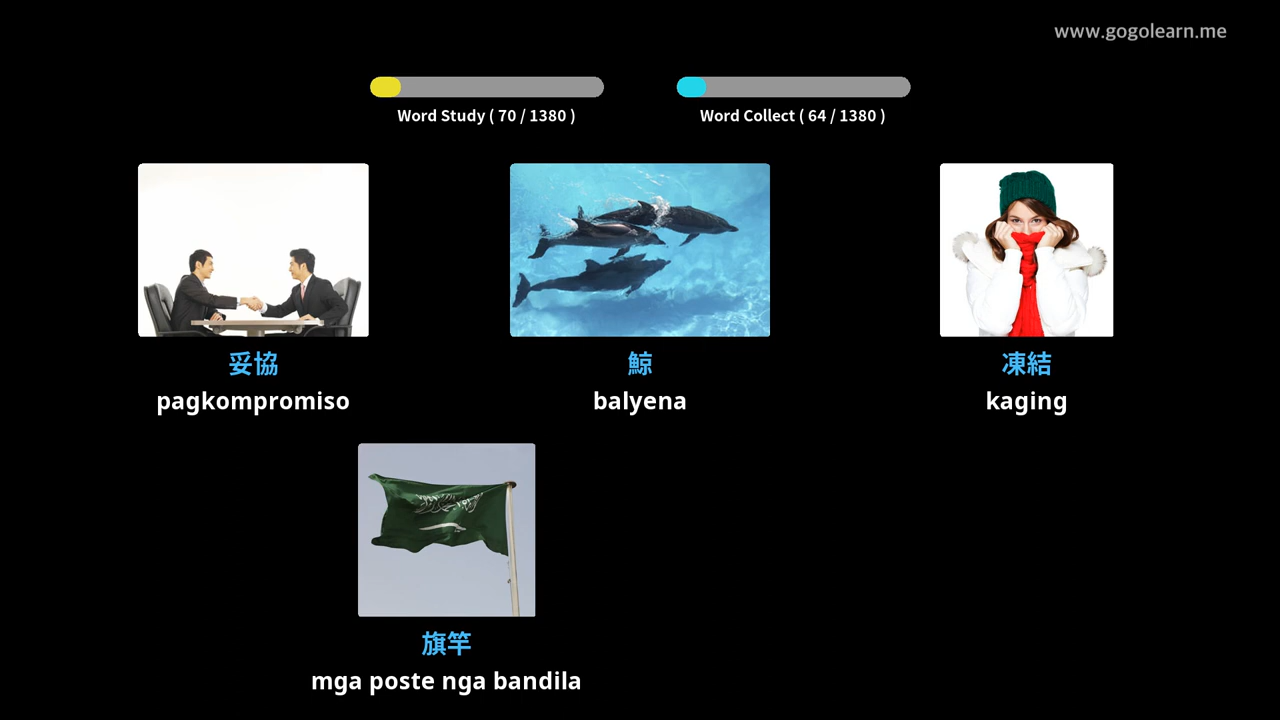 www.gogolearn.me
Word Study ( 70 / 1380 )
Word Collect ( 64 / 1380 )
妥協
pagkompromiso
鯨
balyena
凍結
kaging
旗竿
mga poste nga bandila